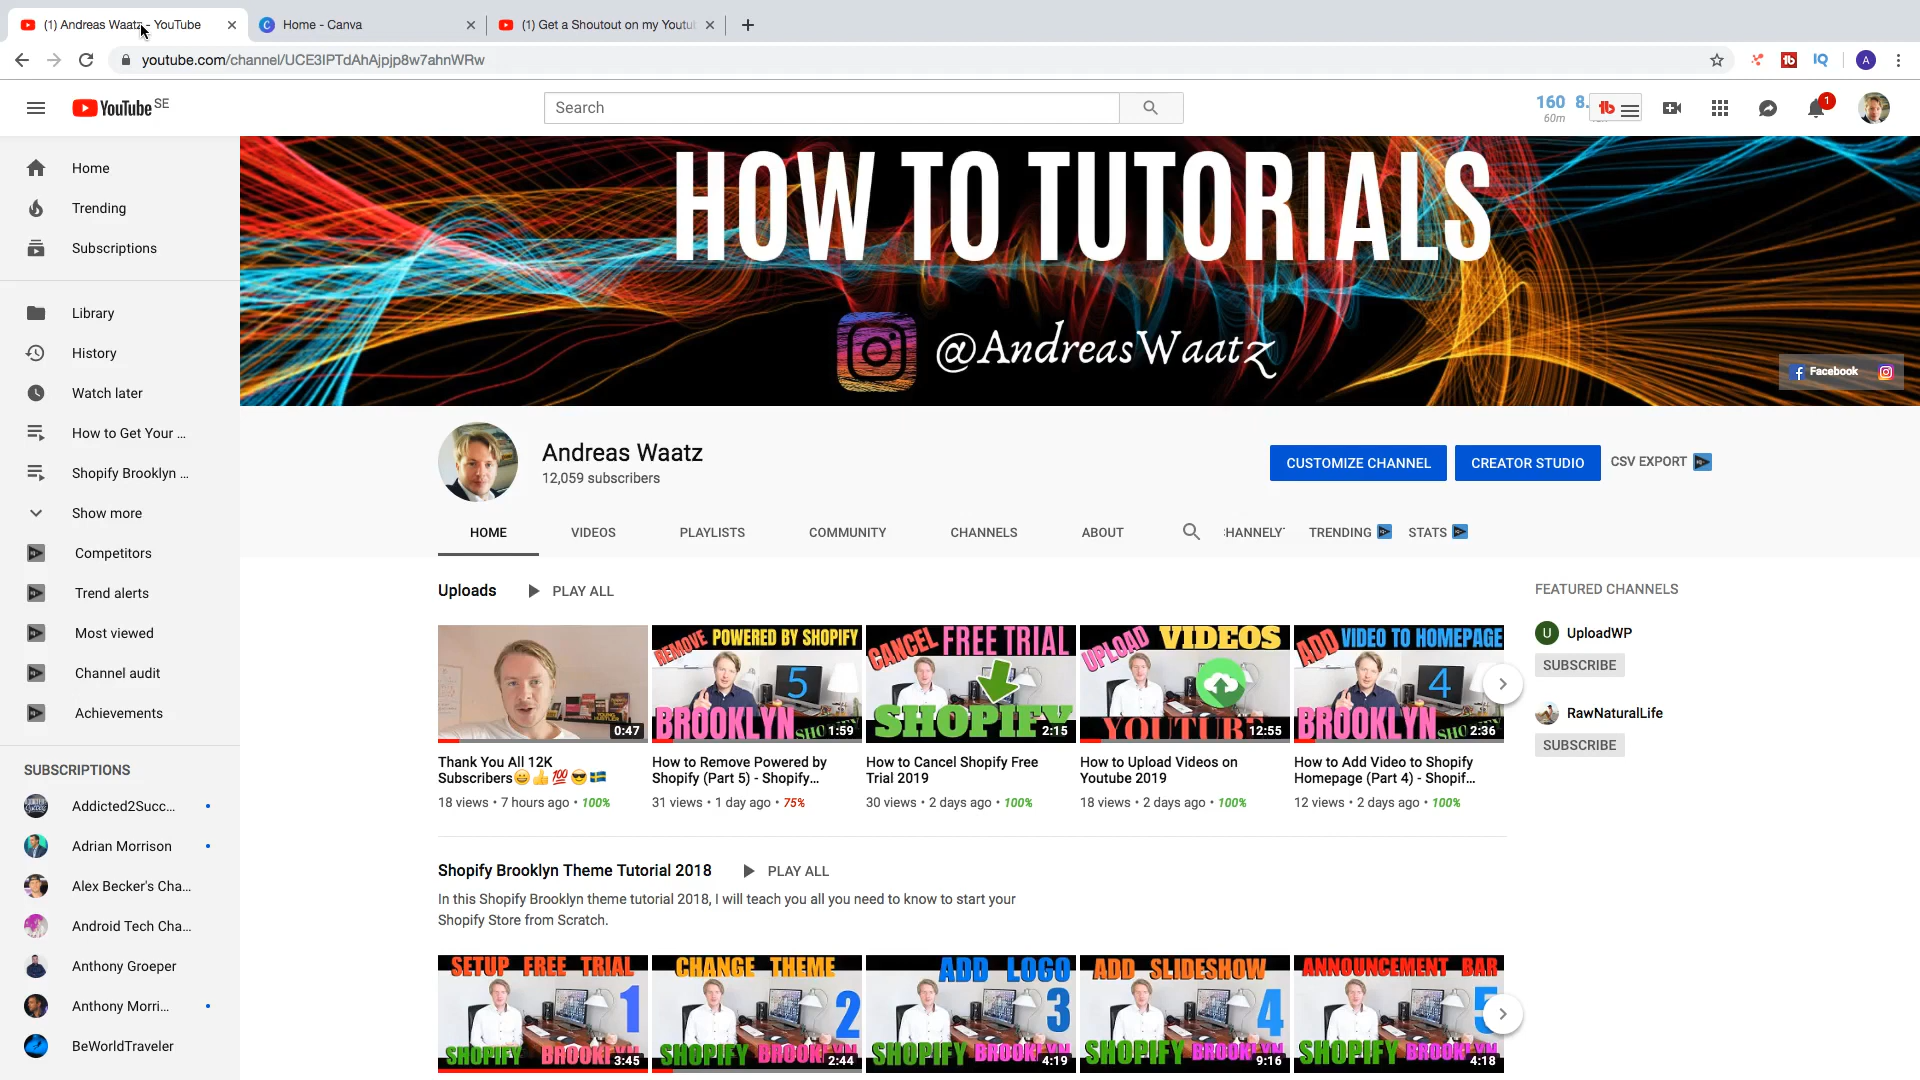 (1) Andreas Waatz - YouTube
Home - Canva
(1) Get a Shoutout on my Youtu
youtube.com/channel/UCE3IPTdAhAjpjp8w7ahnWRw
YouTube SE
Search
160 8.
60m
1
Home
Trending
Subscriptions
Library
History
Watch later
How to Get Your ...
Shopify Brooklyn ...
Show more
Competitors
Trend alerts
Most viewed
Channel audit
Achievements
SUBSCRIPTIONS
Addicted2Succ...
Adrian Morrison
Alex Becker's Cha...
Android Tech Cha...
Anthony Groeper
Anthony Morri...
BeWorldTraveler
HOW TO TUTORIALS
@AndreasWaatz
Facebook
Andreas Waatz
12,059 subscribers
CUSTOMIZE CHANNEL
CREATOR STUDIO
CSV EXPORT
HOME
VIDEOS
PLAYLISTS
COMMUNITY
CHANNELS
ABOUT
HANNELY
TRENDING
STATS
Uploads
PLAY ALL
0:47
REMOVE POWERED BY SHOPIFY
5
BROOKLYN SHO
1:59
CANCEL FREE TRIAL
SHOPIFY
2:15
UPLOAD VIDEOS
YOUTUBE
12:55
ADD VIDEO TO HOMEPAGE
4
BROOKLYN SHO
2:36
Thank You All 12K
Subscribers😀👍💯😎🇸🇪
18 views • 7 hours ago • 100%
How to Remove Powered by
Shopify (Part 5) - Shopify...
31 views • 1 day ago • 75%
How to Cancel Shopify Free
Trial 2019
30 views • 2 days ago • 100%
How to Upload Videos on
Youtube 2019
18 views • 2 days ago • 100%
How to Add Video to Shopify
Homepage (Part 4) - Shopif...
12 views • 2 days ago • 100%
FEATURED CHANNELS
U
UploadWP
SUBSCRIBE
RawNaturalLife
SUBSCRIBE
Shopify Brooklyn Theme Tutorial 2018
PLAY ALL
In this Shopify Brooklyn theme tutorial 2018, I will teach you all you need to know to start your
Shopify Store from Scratch.
SETUP FREE TRIAL
1
SHOPIFY BROOKLYN
3:45
CHANGE THEME
2
SHOPIFY BROOKLYN
2:44
ADD LOGO
3
SHOPIFY BROOKLYN
4:19
ADD SLIDESHOW
4
SHOPIFY BROOKLYN
9:16
ANNOUNCEMENT BAR
5
SHOPIFY BROOKLYN
4:18